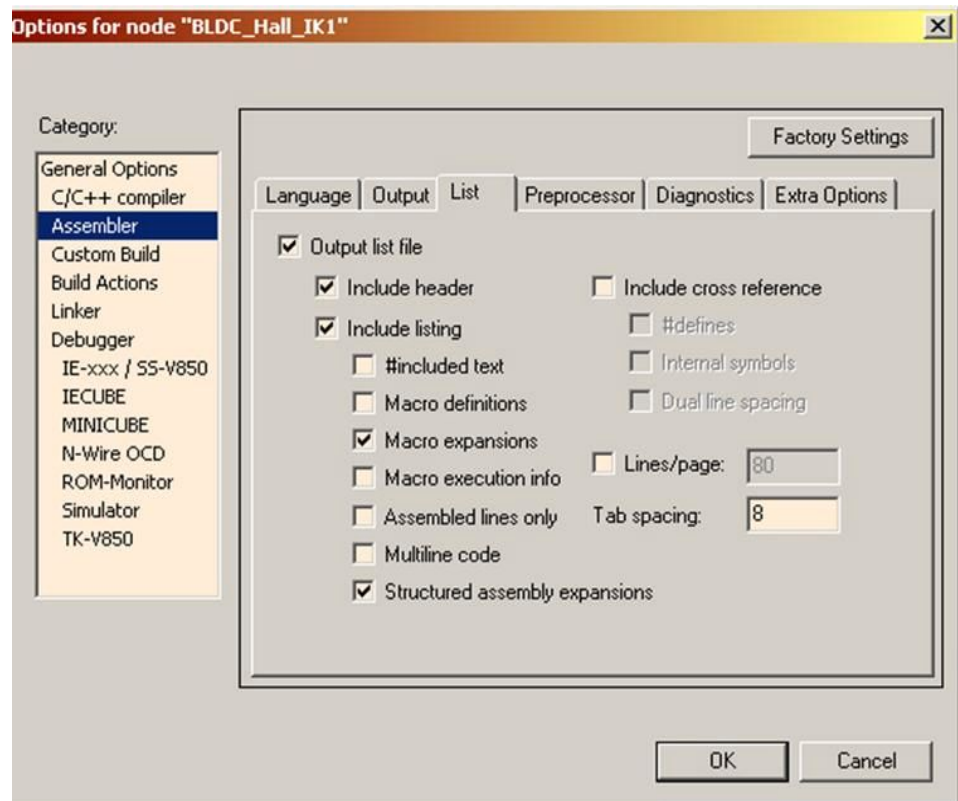 Options for node "BLDC_Hall_IK1"
Category:
General Options
C/C++ compiler
Assembler
Custom Build
Build Actions
Linker
Debugger
IE-xxx / SS-V850
IECUBE
MINICUBE
N-Wire OCD
ROM-Monitor
Simulator
TK-V850
Factory Settings
Language
Output
List
Preprocessor
Diagnostics
Extra Options
Output list file
Include header
Include listing
#included text
Macro definitions
Macro expansions
Macro execution info
Assembled lines only
Multiline code
Structured assembly expansions
Include cross reference
#defines
Internal symbols
Dual line spacing
Lines/page: 80
Tab spacing: 8
OK
Cancel